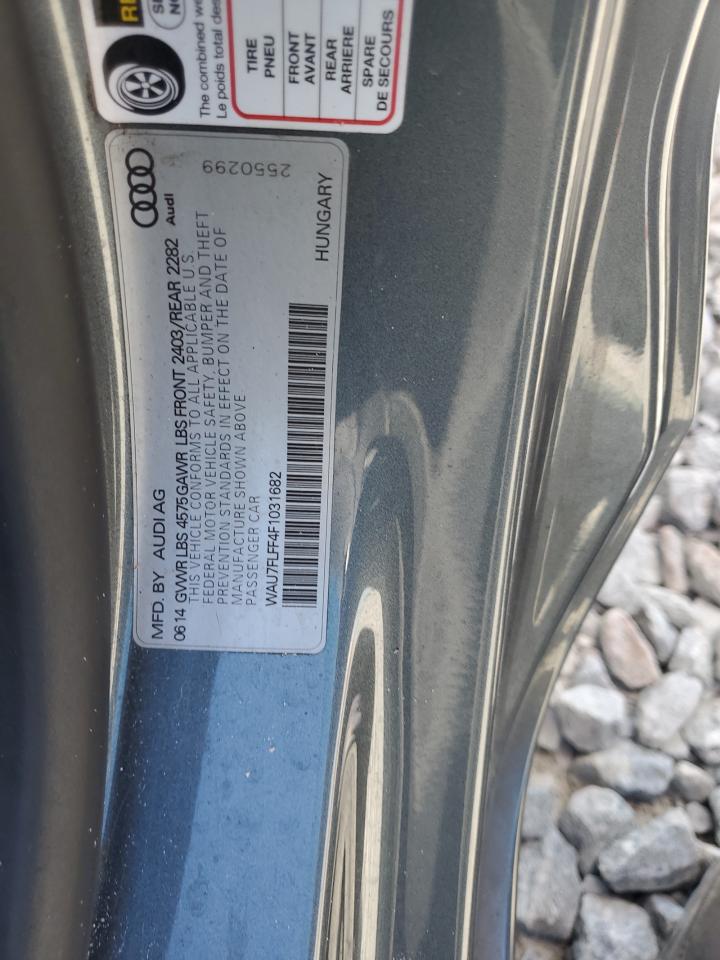 The combined we
Le poids total des
TIRE
PNEU
FRONT
AVANT
REAR
ARRIERE
SPARE
DE SECOURS
Audi
2550299
MFD. BY AUDI AG
0614 GVWR LBS 4575 GAWR LBS FRONT 2403/REAR 2282
THIS VEHICLE CONFORMS TO ALL APPLICABLE U.S.
FEDERAL MOTOR VEHICLE SAFETY, BUMPER AND THEFT
PREVENTION STANDARDS IN EFFECT ON THE DATE OF
MANUFACTURE SHOWN ABOVE
PASSENGER CAR
WAU7FLFF4F1031682
HUNGARY